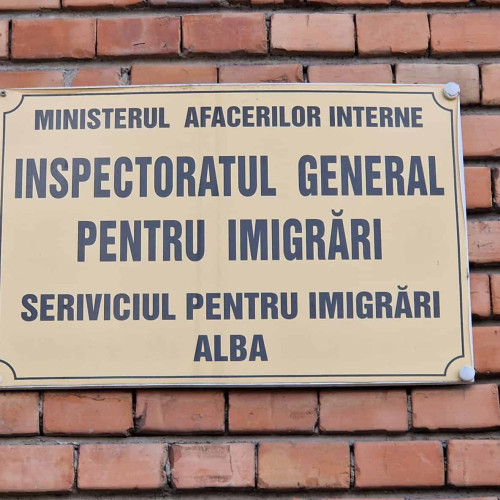 MINISTERUL AFACERILOR INTERNE
INSPECTORATUL GENERAL
PENTRU IMIGRĂRI
SERIVICIUL PENTRU IMIGRĂRI
ALBA